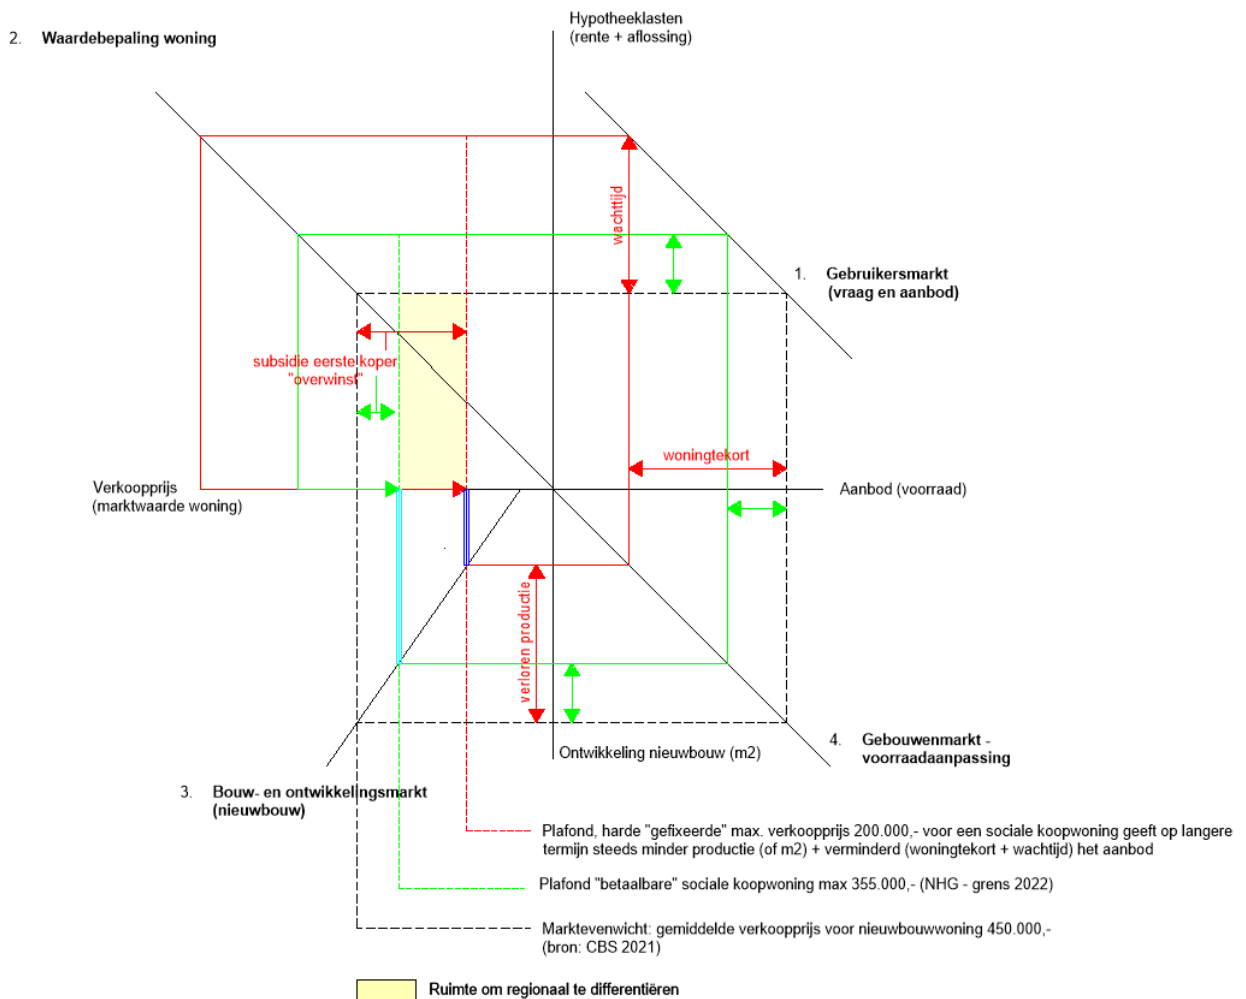 Hypotheeklasten
(rente + aflossing)
2. Waardebepaling woning
wachttijd
1. Gebruikersmarkt
(vraag en aanbod)
subsidie eerste koper
"overwinst"
woningtekort
Verkoopprijs
(marktwaarde woning)
Aanbod (voorraad)
verloren productie
Ontwikkeling nieuwbouw (m2)
4. Gebouwenmarkt -
voorraadaanpassing
3. Bouw- en ontwikkelingsmarkt
(nieuwbouw)
Plafond, harde "gefixeerde" max. verkoopprijs 200.000,- voor een sociale koopwoning geeft op langere
termijn steeds minder productie (of m2) + verminderd (woningtekort + wachtijd) het aanbod
Plafond "betaalbare" sociale koopwoning max 355.000,- (NHG - grens 2022)
Marktevenwicht: gemiddelde verkoopprijs voor nieuwbouwwoning 450.000,-
(bron: CBS 2021)
Ruimte om regionaal te differentiëren